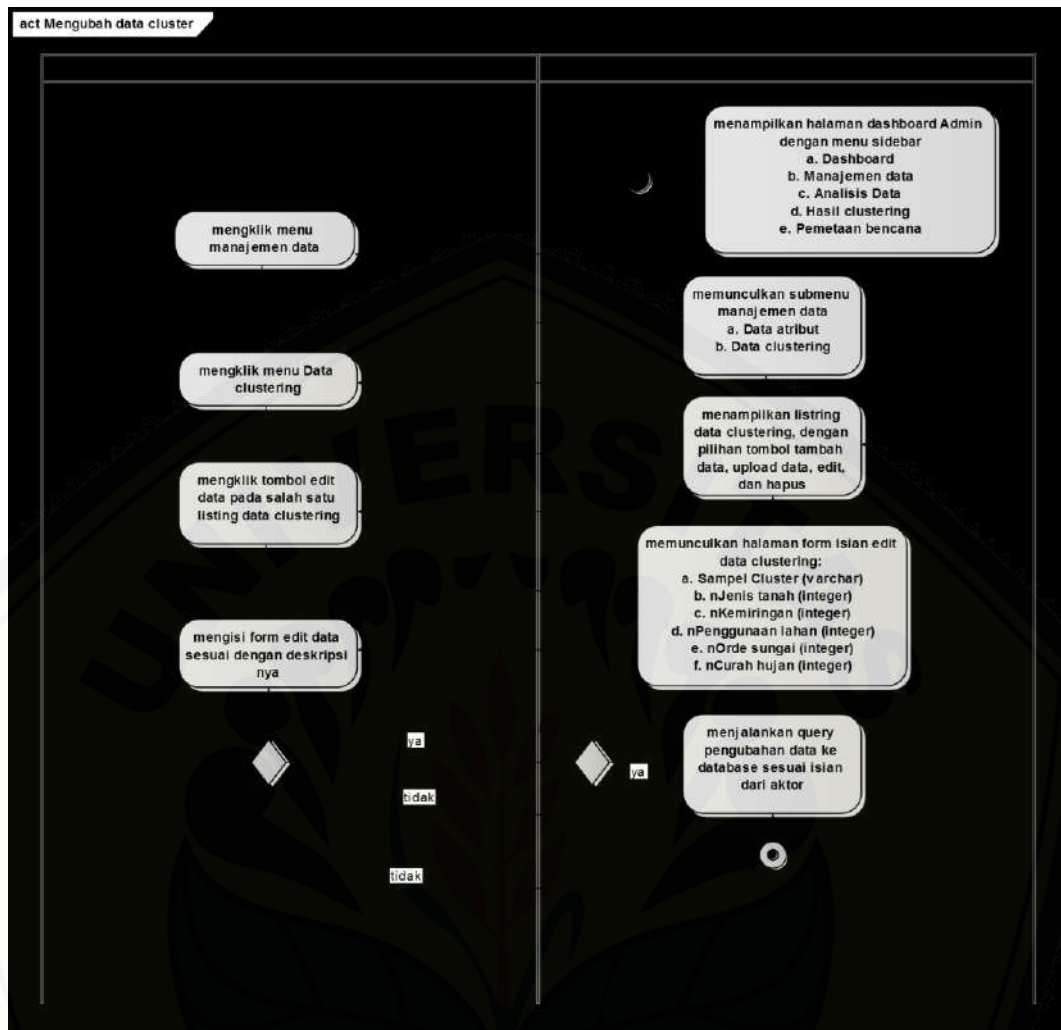 act Mengubah data cluster
menampilkan halaman dashboard Admin
dengan menu sidebar
a. Dashboard
b. Manajemen data
c. Analisis Data
d. Hasil clustering
e. Pemetaan bencana
mengklik menu
manajemen data
memunculkan submenu
manajemen data
a. Data atribut
b. Data clustering
mengklik menu Data
clustering
menampilkan listring
data clustering, dengan
pilihan tombol tambah
data, upload data, edit,
dan hapus
mengklik tombol edit
data pada salah satu
listing data clustering
memunculkan halaman form isian edit
data clustering:
a. Sampel Cluster (varchar)
b. nJenis tanah (integer)
c. nKemiringan (integer)
d. nPenggunaan lahan (integer)
e. nOrde sungai (integer)
f. nCurah hujan (integer)
mengisi form edit data
sesuai dengan deskripsi
nya
menjalankan query
pengubahan data ke
database sesuai isian
dari aktor
ya
ya
tidak
tidak
UNIVERSITAS